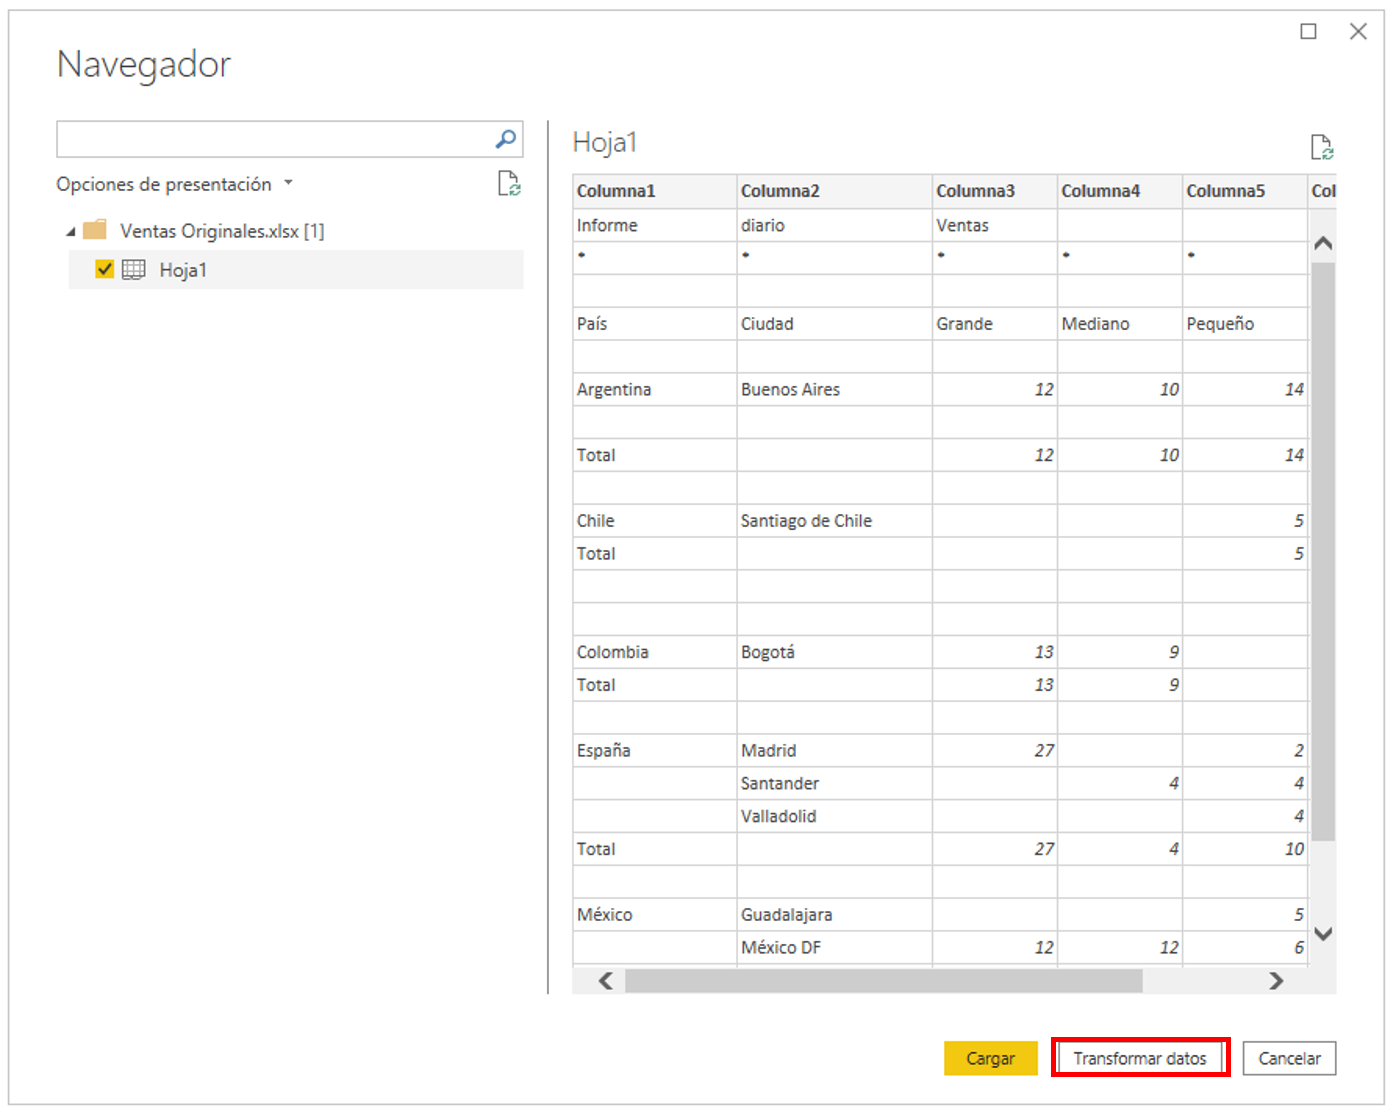 Navegador
Opciones de presentación
Ventas Originales.xlsx [1]
Hoja1
Hoja1
Columna1 Columna2 Columna3 Columna4 Columna5 Col
Informe diario Ventas
* * * * *
País Ciudad Grande Mediano Pequeño
Argentina Buenos Aires 12 10 14
Total 12 10 14
Chile Santiago de Chile 5
Total 5
Colombia Bogotá 13 9
Total 13 9
España Madrid 27 2
Santander 4 4
Valladolid 4
Total 27 4 10
México Guadalajara 5
México DF 12 12 6
Cargar Transformar datos Cancelar